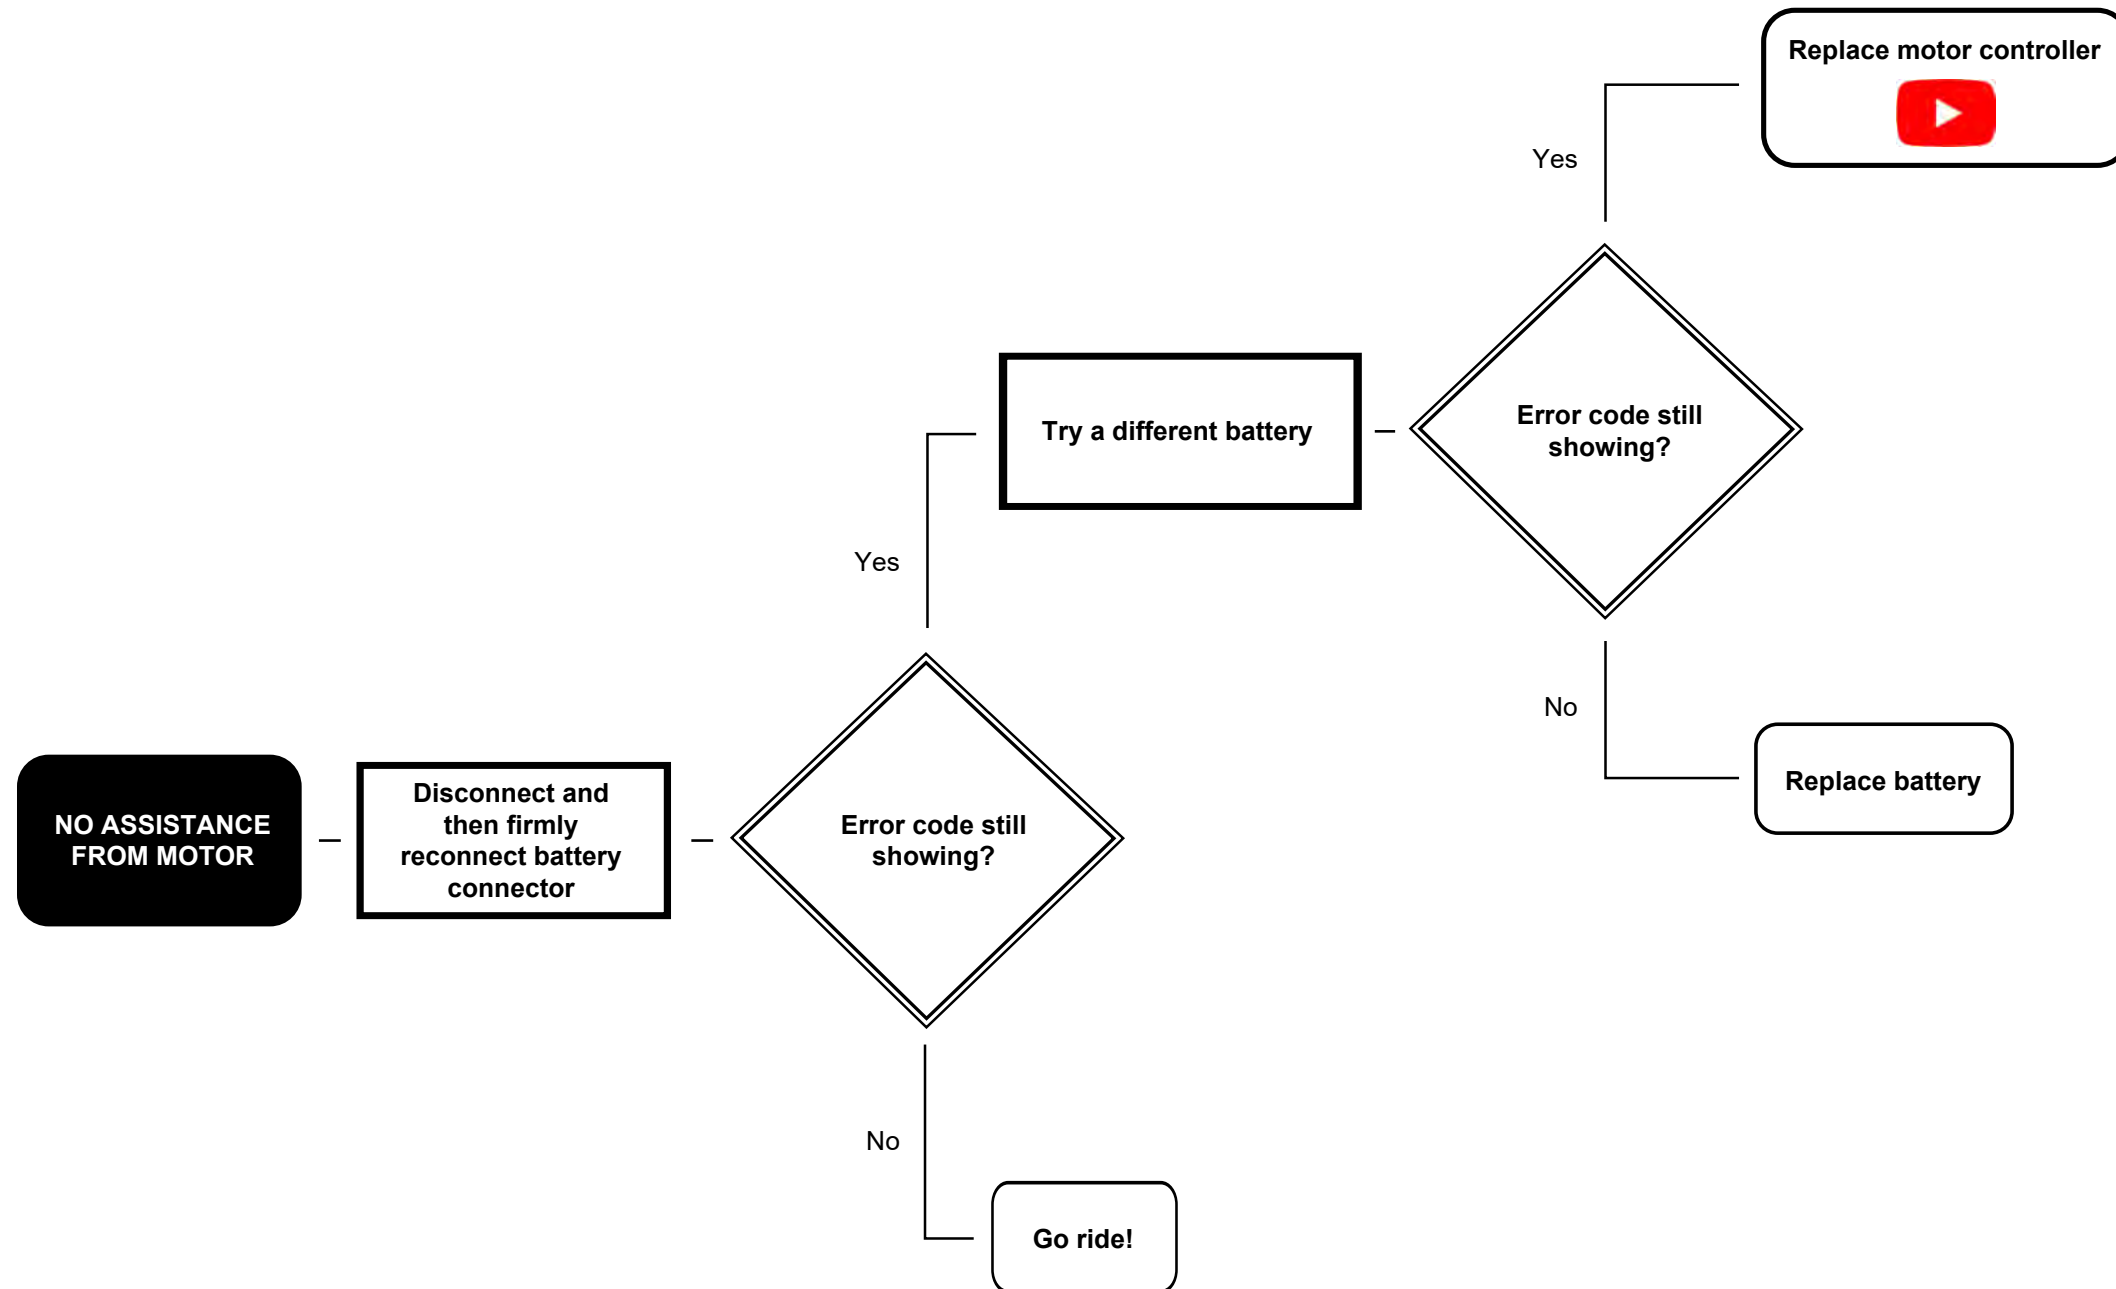 Replace motor controller
Yes
Error code still
showing?
Try a different battery
Yes
No
Replace battery
NO ASSISTANCE
FROM MOTOR
Disconnect and
then firmly
reconnect battery
connector
Error code still
showing?
No
Go ride!